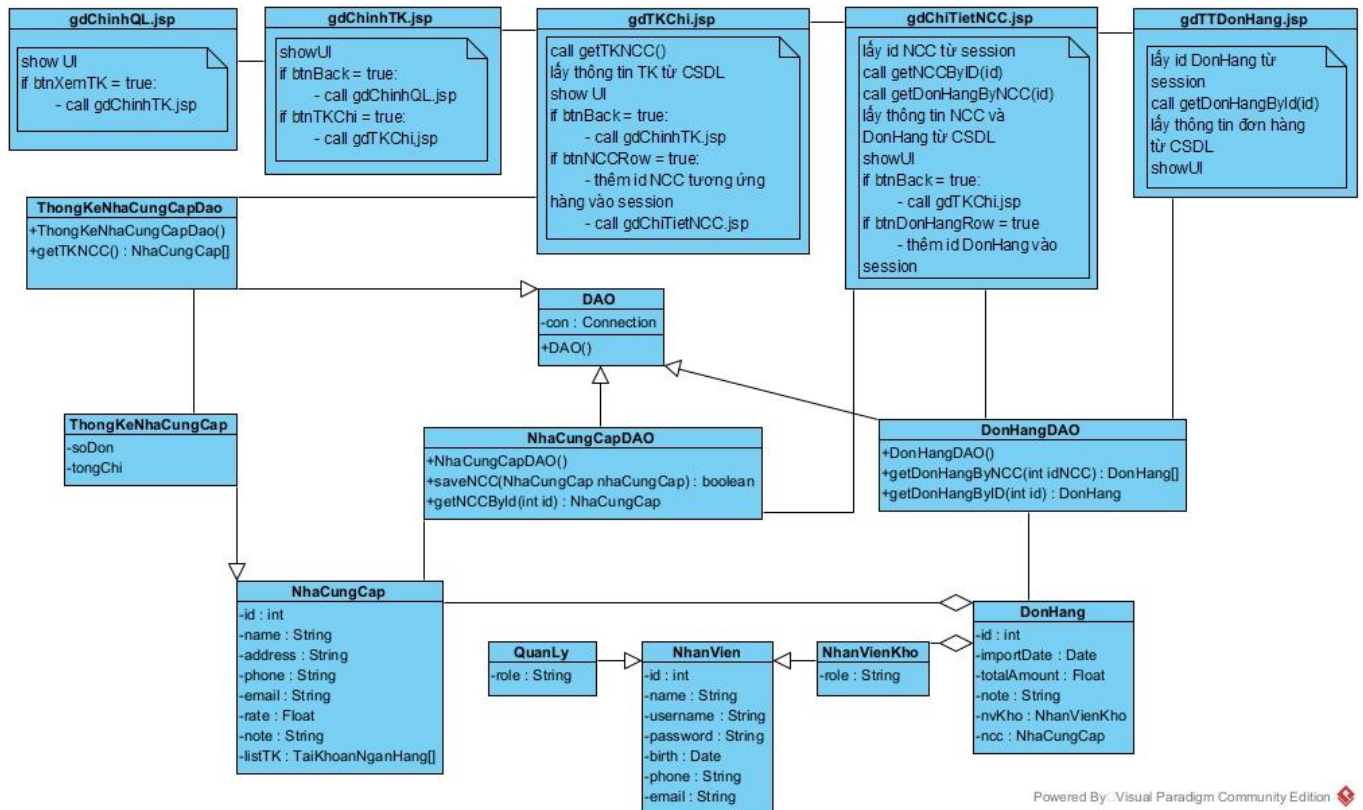 gdChinhQL.jsp
show UI
if btnXemTK = true:
- call gdChinhTK.jsp
gdChinhTK.jsp
showUI
if btnBack = true:
- call gdChinhQL.jsp
if btnTKChi = true:
- call gdTKChi,jsp
gdTKChi.jsp
call getTKNCC()
lấy thông tin TK từ CSDL
show UI
if btnBack = true:
- call gdChinhTK.jsp
if btnNCCRow = true:
- thêm id NCC tương ứng
hàng vào session
- call gdChiTietNCC.jsp
gdChiTietNCC.jsp
lấy id NCC từ session
call getNCCByID(id)
call getDonHangByNCC(id)
lấy thông tin NCC và
DonHang từ CSDL
showUI
if btnBack = true:
- call gdTKChi.jsp
if btnDonHangRow = true
- thêm id DonHang vào
session
gdTTDonHang.jsp
lấy id DonHang từ
session
call getDonHangById(id)
lấy thông tin đơn hàng
từ CSDL
showUI
ThongKeNhaCungCapDao
+ThongKeNhaCungCapDao()
+getTKNCC() : NhaCungCap[]
DAO
-con : Connection
+DAO()
ThongKeNhaCungCap
-soDon
-tongChi
NhaCungCapDAO
+NhaCungCapDAO()
+saveNCC(NhaCungCap nhaCungCap) : boolean
+getNCCById(int id) : NhaCungCap
DonHangDAO
+DonHangDAO()
+getDonHangByNCC(int idNCC) : DonHang[]
+getDonHangByID(int id) : DonHang
NhaCungCap
-id : int
-name : String
-address : String
-phone : String
-email : String
-rate : Float
-note : String
-listTK : TaiKhoanNganHang[]
QuanLy
-role : String
NhanVien
-id : int
-name : String
-username : String
-password : String
-birth : Date
-phone : String
-email : String
NhanVienKho
-role : String
DonHang
-id : int
-importDate : Date
-totalAmount : Float
-note : String
-nvKho : NhanVienKho
-ncc : NhaCungCap
Powered By Visual Paradigm Community Edition